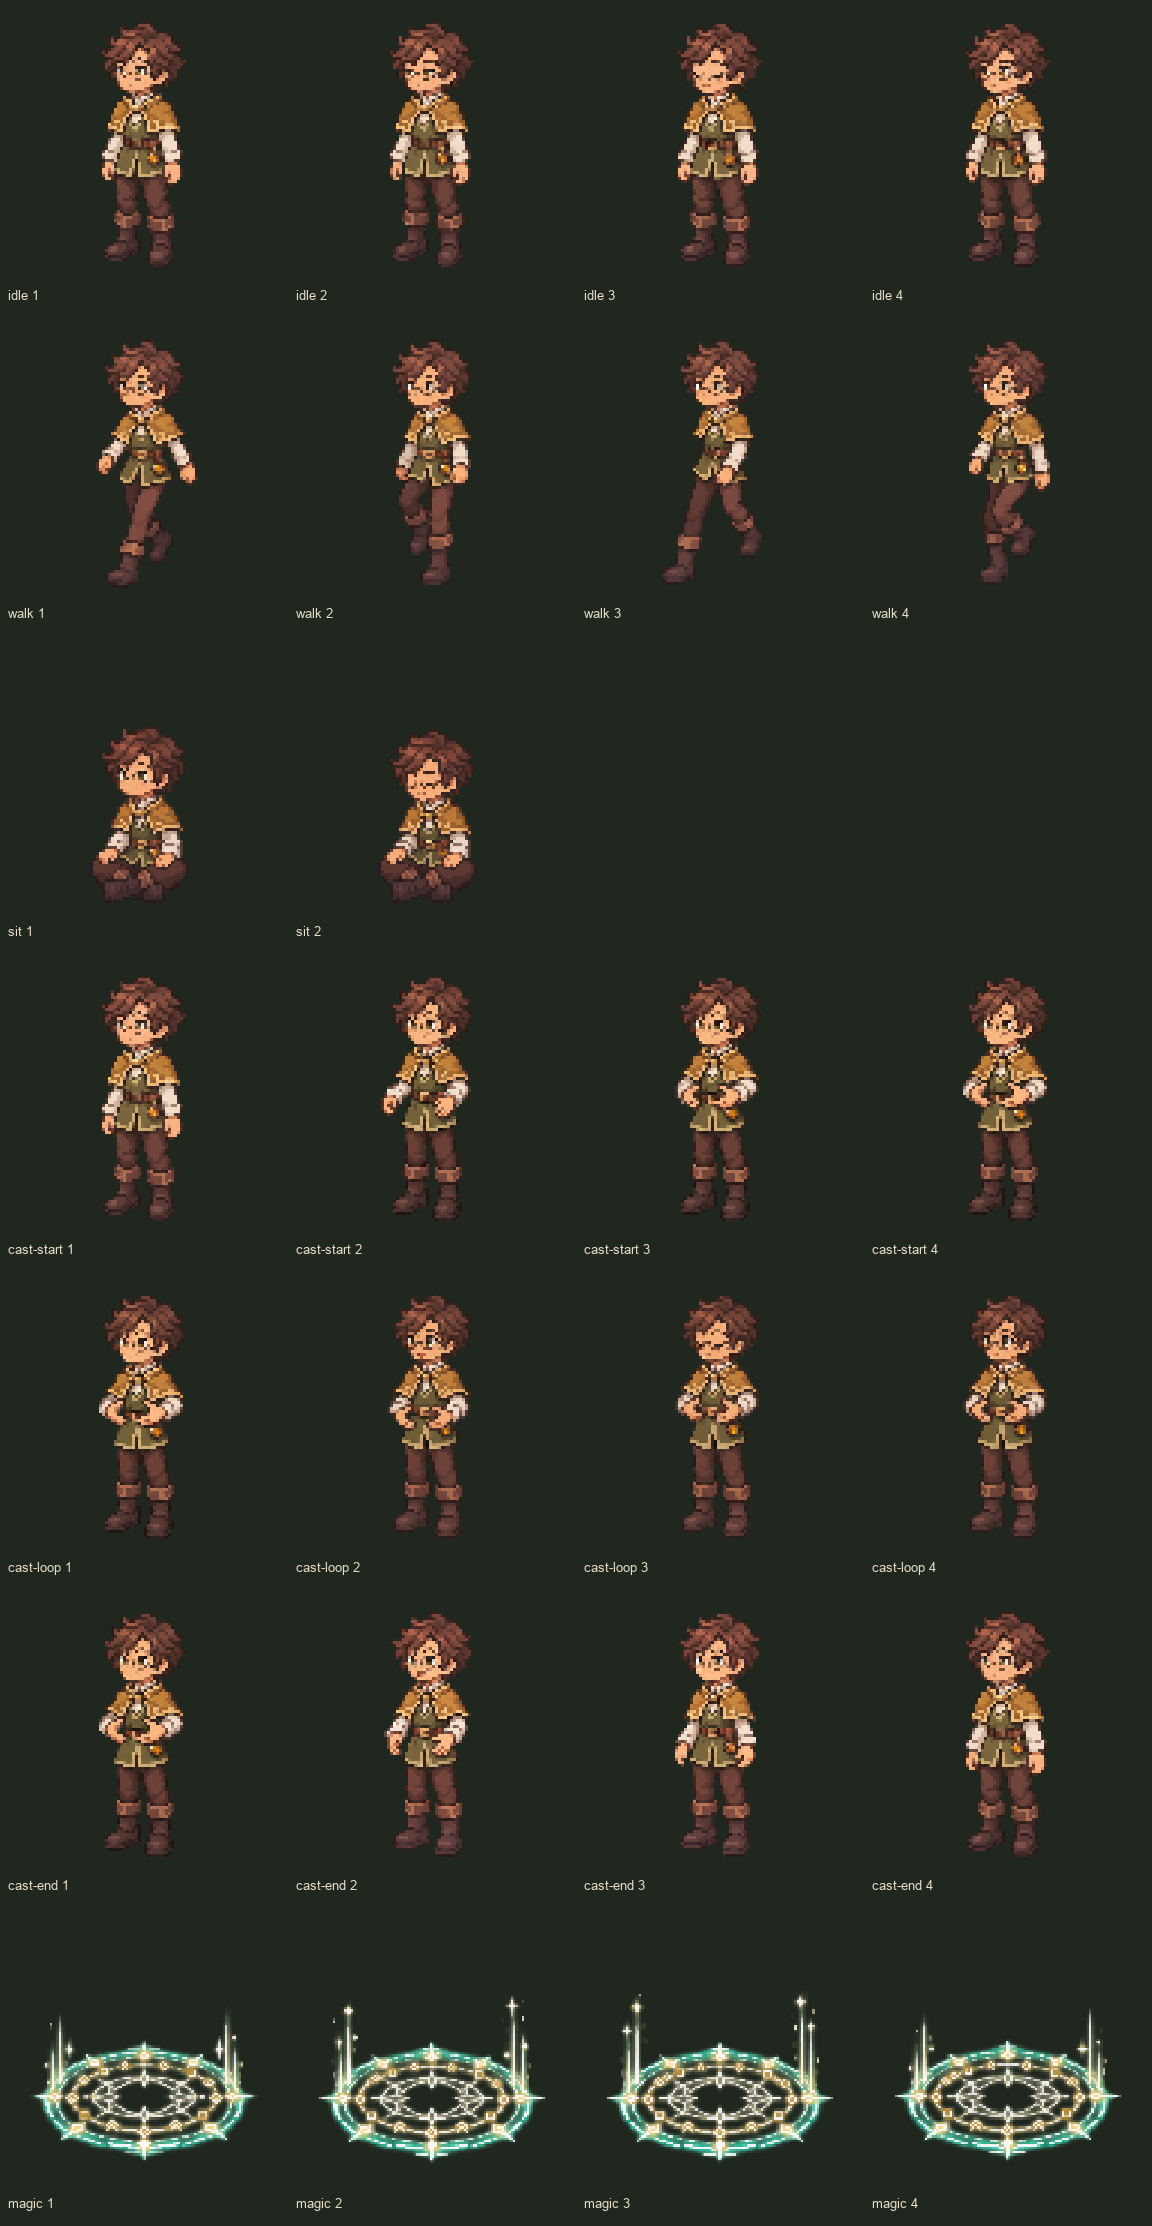 idle 1
idle 2
idle 3
idle 4
walk 1
walk 2
walk 3
walk 4
sit 1
sit 2
cast-start 1
cast-start 2
cast-start 3
cast-start 4
cast-loop 1
cast-loop 2
cast-loop 3
cast-loop 4
cast-end 1
cast-end 2
cast-end 3
cast-end 4
magic 1
magic 2
magic 3
magic 4